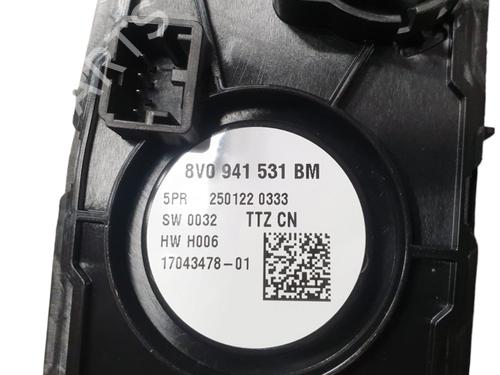 8V0 941 531 BM
5PR 250122 0333
SW 0032 TTZ CN
HW H006
17043478-01